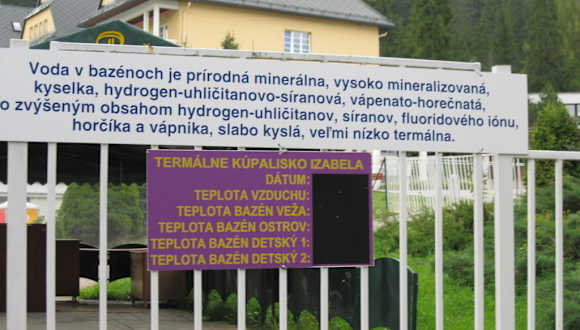 Voda v bazénoch je prírodná minerálna, vysoko mineralizovaná,
kyselka, hydrogen-uhličitanovo-síranová, vápenato-horečnatá,
so zvýšeným obsahom hydrogen-uhličitanov, síranov, fluoridového iónu,
horčíka a vápnika, slabo kyslá, veľmi nízko termálna.
TERMÁLNE KÚPALISKO IZABELA
DÁTUM:
TEPLOTA VZDUCHU:
TEPLOTA BAZÉN VEŽA:
TEPLOTA BAZÉN OSTROV:
TEPLOTA BAZÉN DETSKÝ 1:
TEPLOTA BAZÉN DETSKÝ 2: